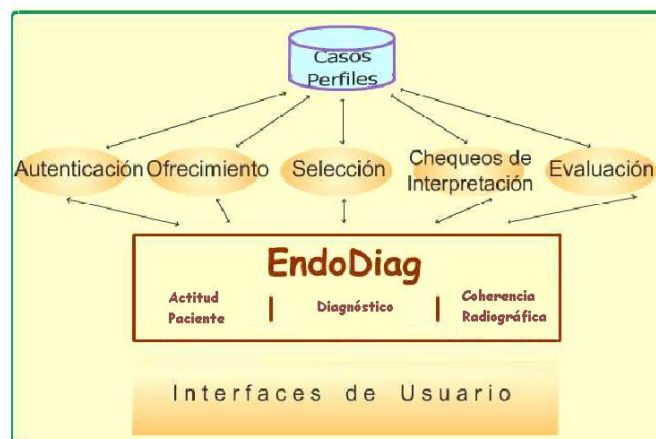 Casos
Perfiles
Autenticación
Ofrecimiento
Selección
Chequeos de
Interpretación
Evaluación
EndoDiag
Actitud
Paciente
Diagnóstico
Coherencia
Radiográfica
Interfaces de Usuario